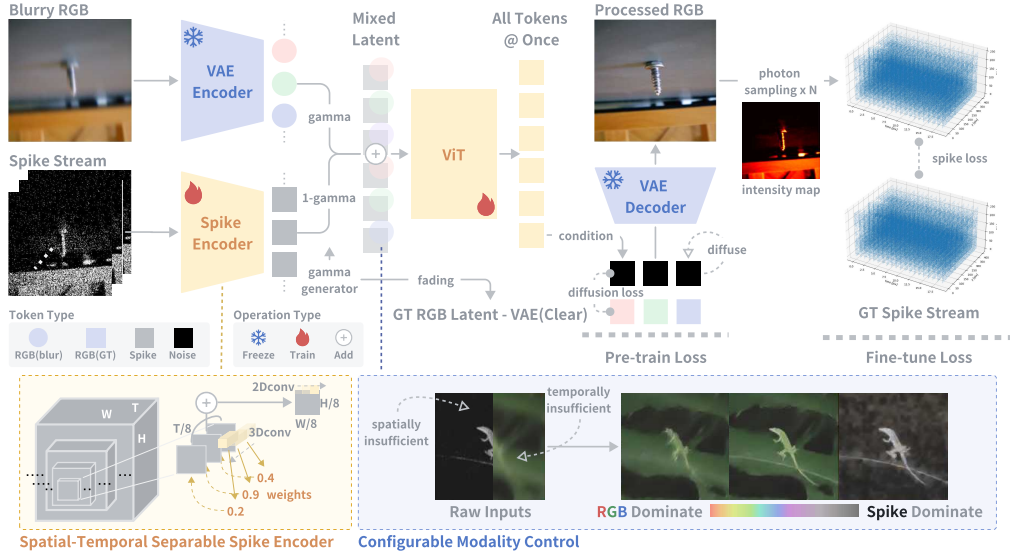 Blurry RGB
VAE
Encoder
Mixed
Latent
All Tokens
@ Once
Processed RGB
photon
sampling x N
gamma
ViT
spike loss
intensity map
Spike Stream
Spike
Encoder
1-gamma
VAE
Decoder
condition
diffuse
gamma
generator
fading
diffusion loss
GT RGB Latent - VAE(Clear)
GT Spike Stream
Token Type
RGB(blur)
RGB(GT)
Spike
Noise
Operation Type
Freeze
Train
Add
Pre-train Loss
Fine-tune Loss
W
T
H
T/8
2Dconv
H/8
W/8
3Dconv
0.4
0.9 weights
0.2
spatially
insufficient
temporally
insufficient
Raw Inputs
RGB Dominate
Spike Dominate
Spatial-Temporal Separable Spike Encoder
Configurable Modality Control